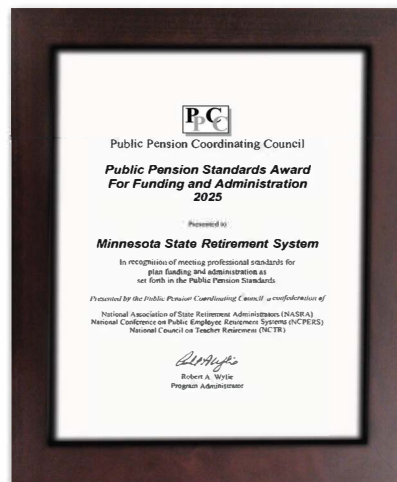 PPCC
Public Pension Coordinating Council
Public Pension Standards Award
For Funding and Administration
2025
Presented to
Minnesota State Retirement System
In recognition of meeting professional standards for
plan funding and administration as
set forth in the Public Pension Standards
Presented by the Public Pension Coordinating Council a confederation of
National Association of State Retirement Administrators (NASRA)
National Conference on Public Employee Retirement Systems (NCPERS)
National Council on Teacher Retirement (NCTR)
Robert A. Wylie
Program Administrator